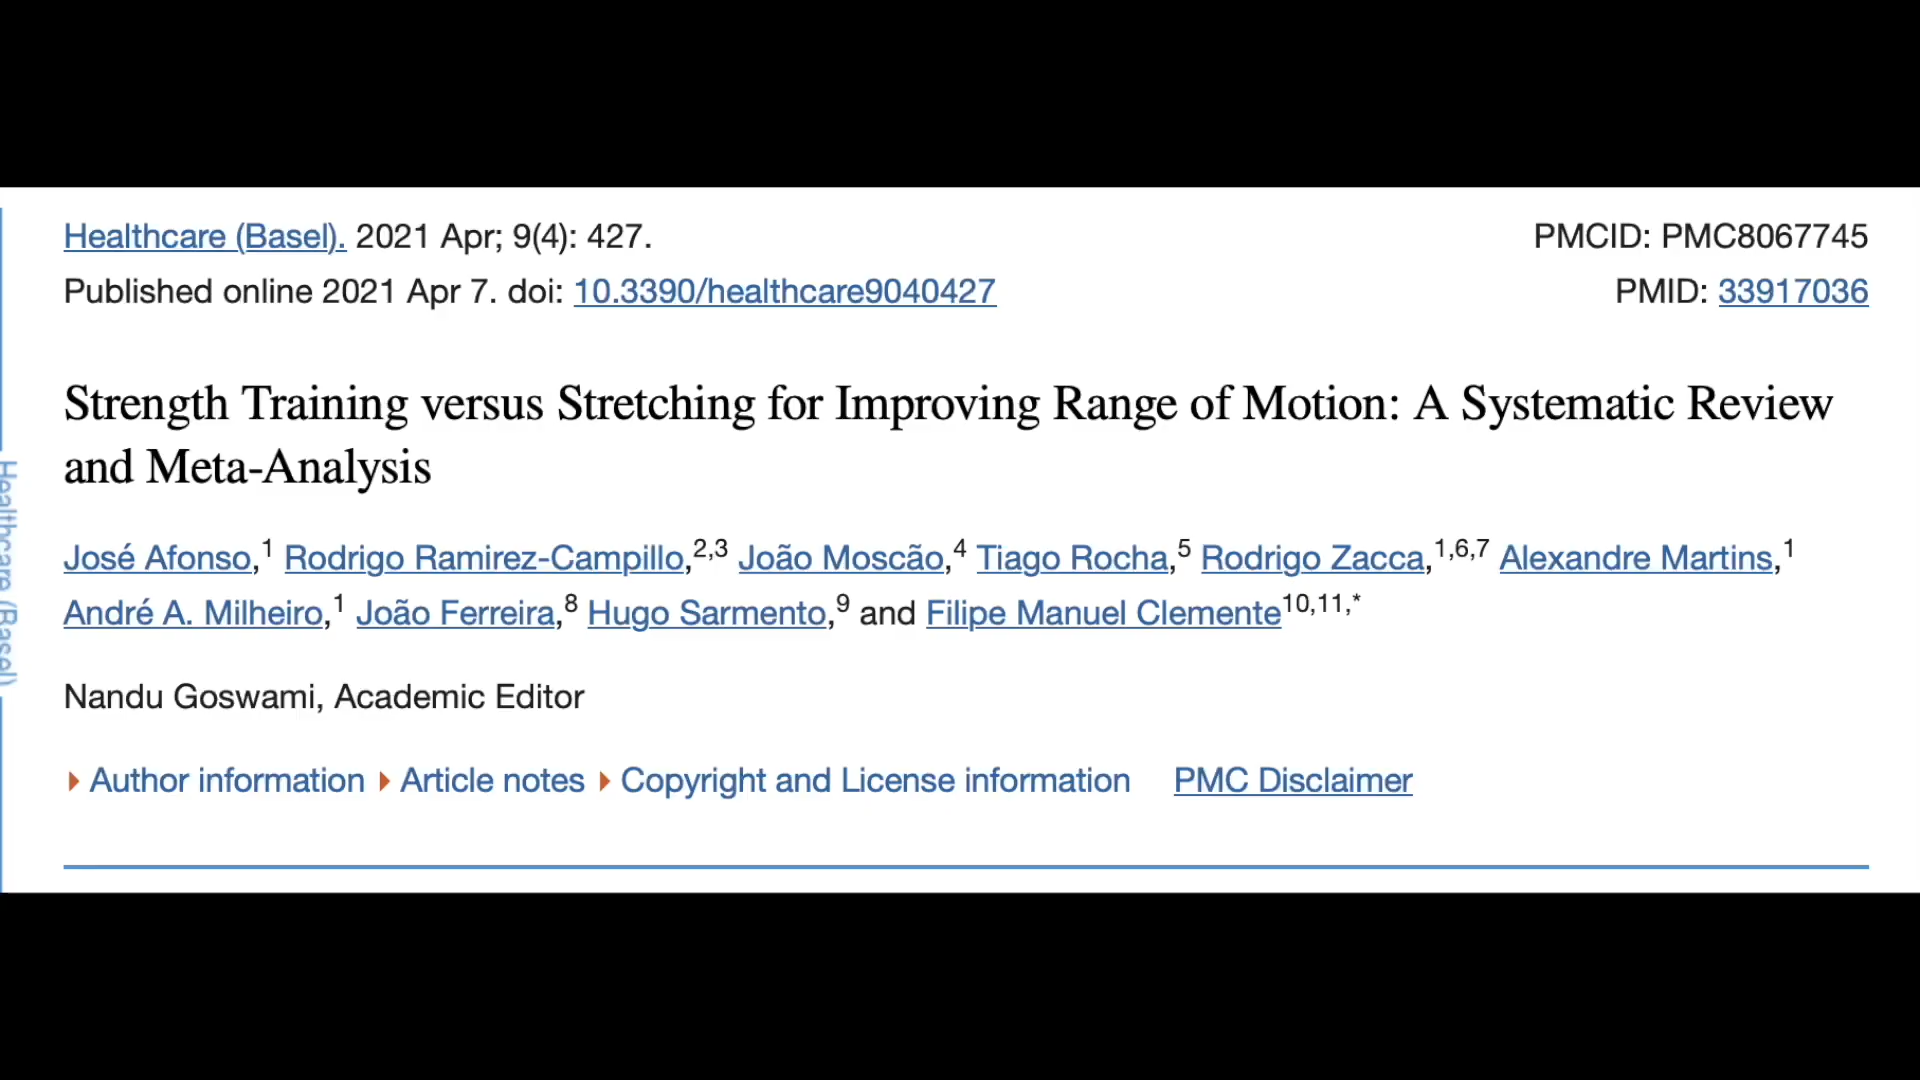 Healthcare (Basel). 2021 Apr; 9(4): 427.
PMCID: PMC8067745
Published online 2021 Apr 7. doi: 10.3390/healthcare9040427
PMID: 33917036
Strength Training versus Stretching for Improving Range of Motion: A Systematic Review
and Meta-Analysis
José Afonso,1 Rodrigo Ramirez-Campillo,2,3 João Moscão,4 Tiago Rocha,5 Rodrigo Zacca,1,6,7 Alexandre Martins,1
André A. Milheiro,1 João Ferreira,8 Hugo Sarmento,9 and Filipe Manuel Clemente10,11,*
Nandu Goswami, Academic Editor
Author information Article notes Copyright and License information PMC Disclaimer
Healthcare (Basel)